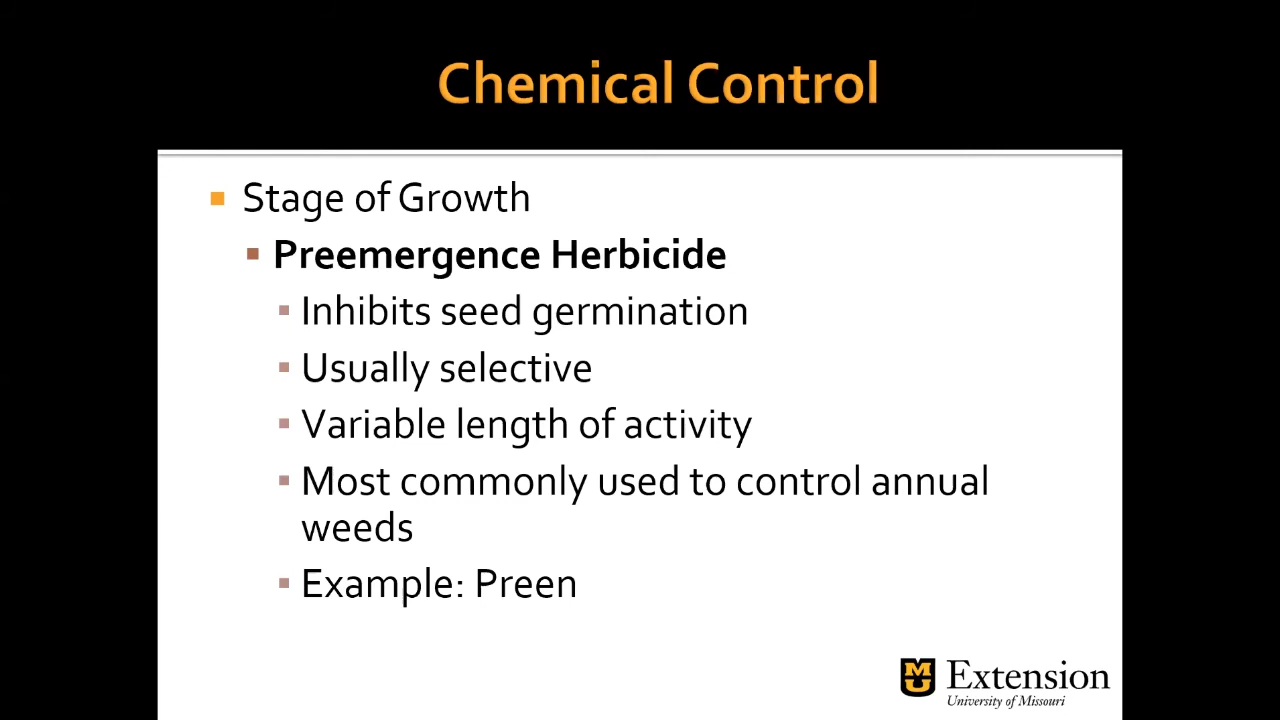 Chemical Control
Stage of Growth
Preemergence Herbicide
Inhibits seed germination
Usually selective
Variable length of activity
Most commonly used to control annual
weeds
Example: Preen
MU Extension
University of Missouri